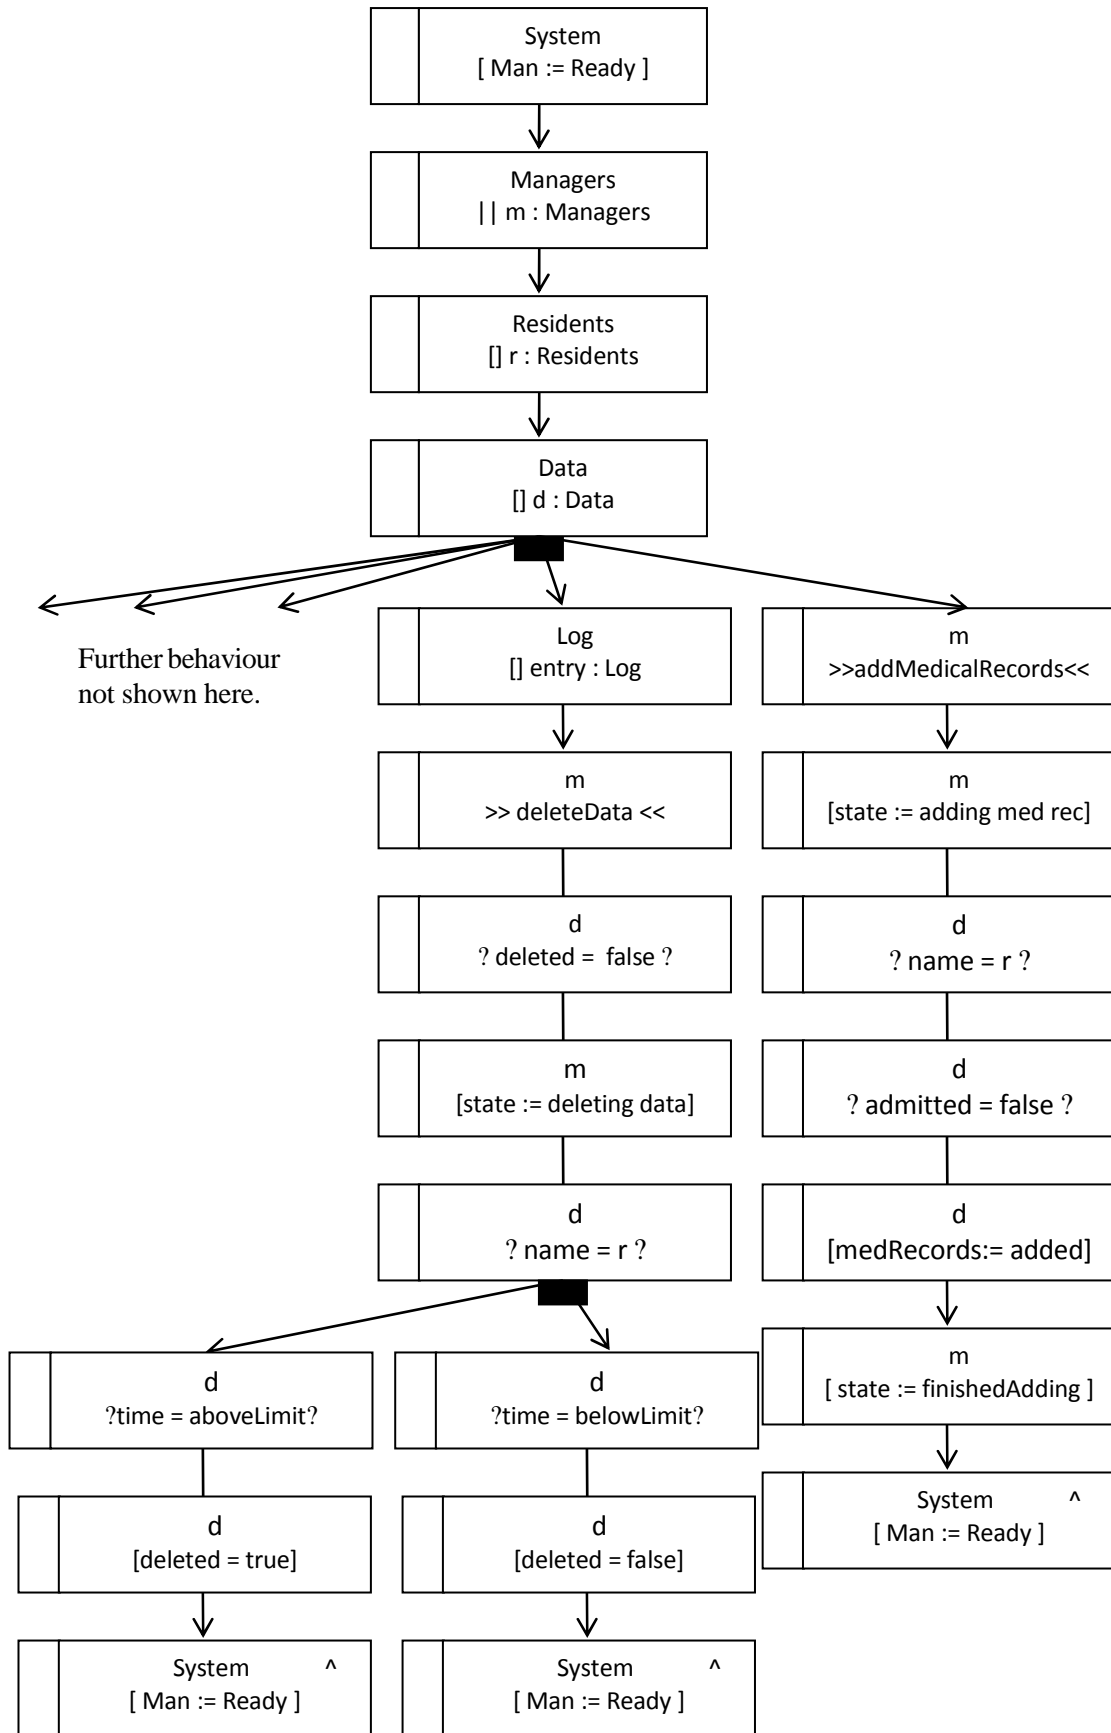 System
[ Man := Ready ]
Managers
|| m : Managers
Residents
[] r : Residents
Data
[] d : Data
Further behaviour
not shown here.
Log
[] entry : Log
m
>> deleteData <<
d
? deleted =  false ?
m
[state := deleting data]
d
? name = r ?
d
?time = aboveLimit?
d
[deleted = true]
System ^
[ Man := Ready ]
d
?time = belowLimit?
d
[deleted = false]
System ^
[ Man := Ready ]
m
>>addMedicalRecords<<
m
[state := adding med rec]
d
? name = r ?
d
? admitted = false ?
d
[medRecords:= added]
m
[ state := finishedAdding ]
System ^
[ Man := Ready ]